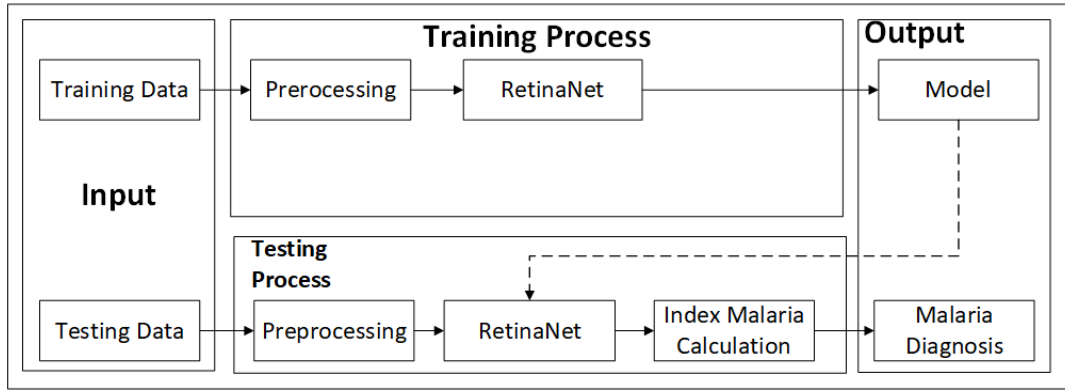 Training Process
Output
Training Data
Prerocessing
RetinaNet
Model
Input
Testing
Process
Testing Data
Preprocessing
RetinaNet
Index Malaria
Calculation
Malaria
Diagnosis